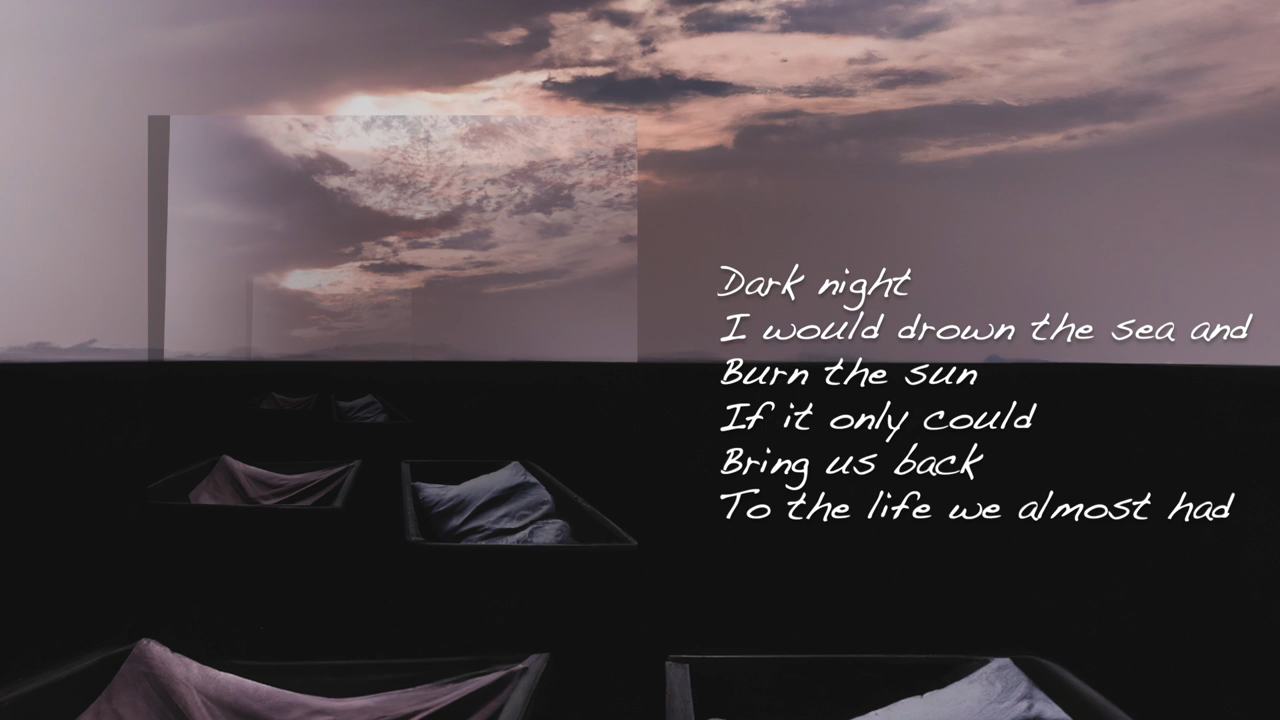 Dark night
I would drown the sea and
Burn the sun
If it only could
Bring us back
To the life we almost had